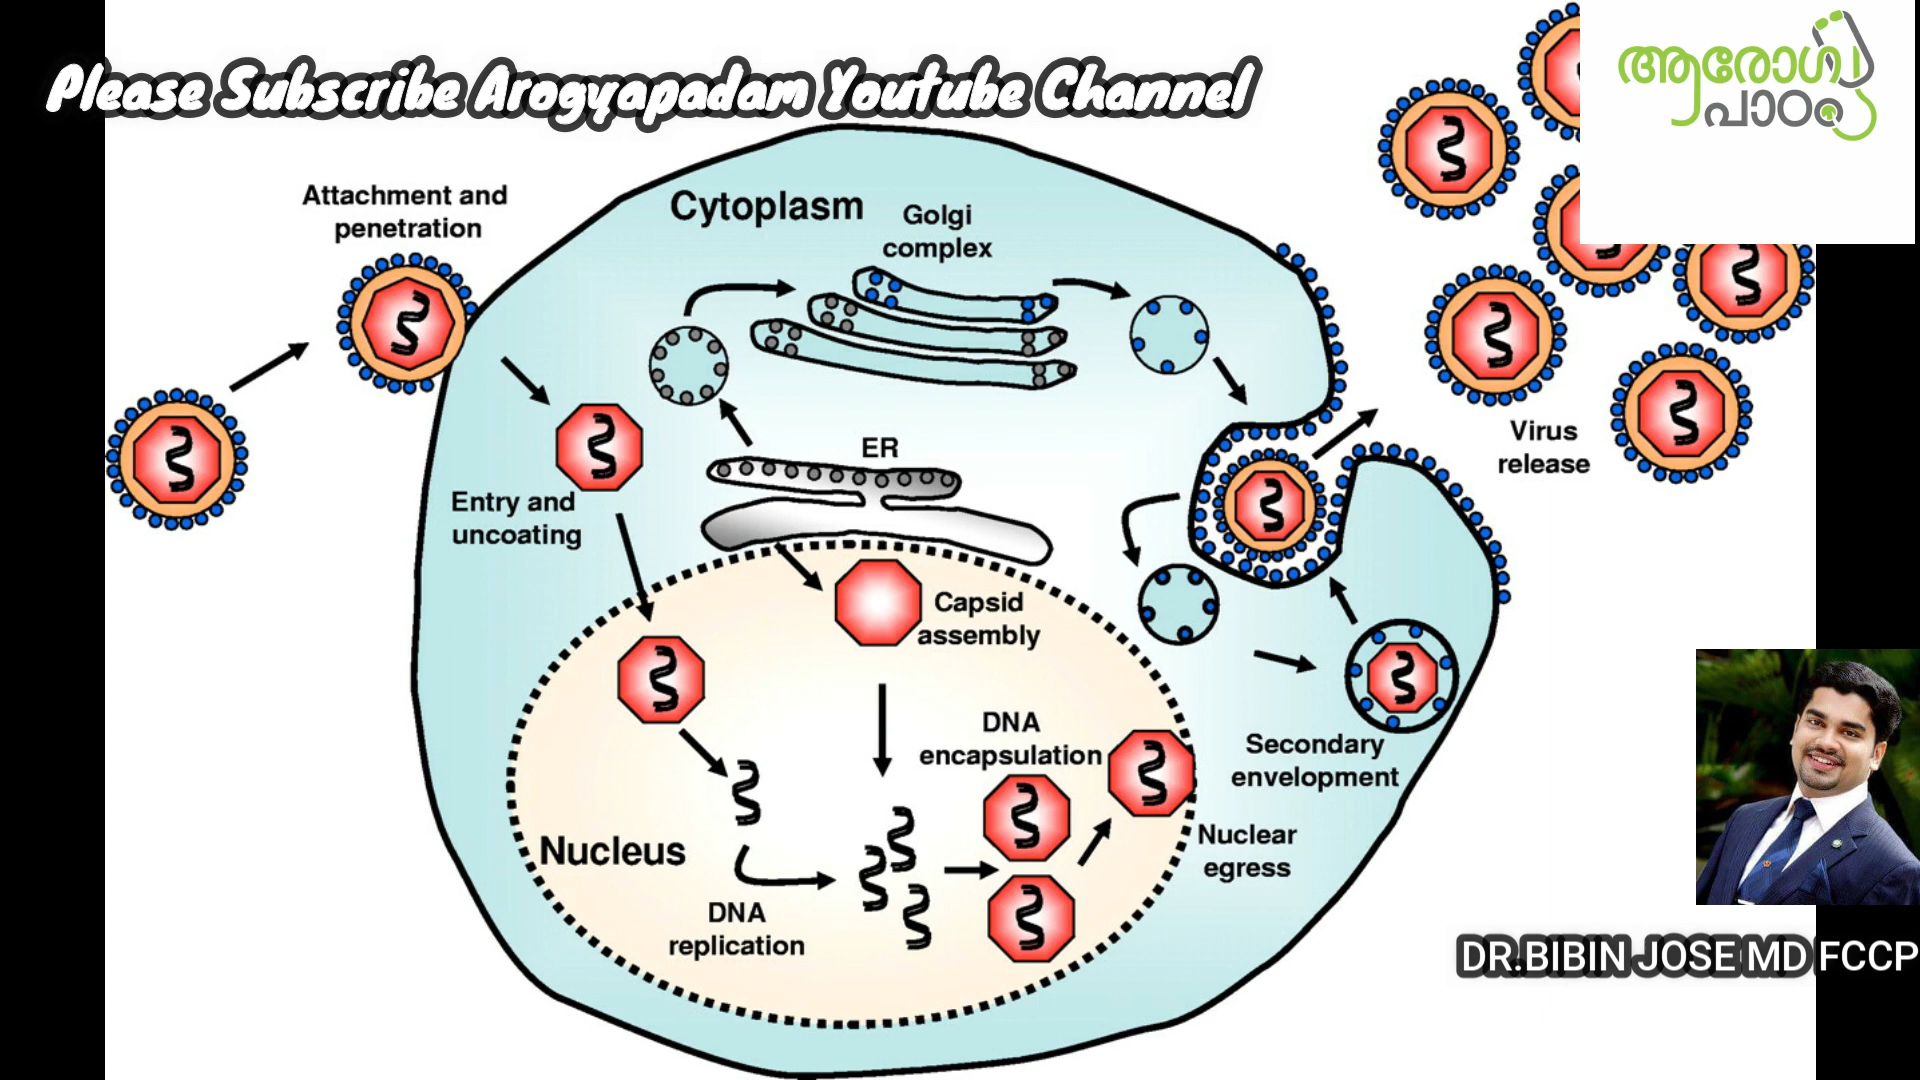 Please Subscribe Arogyapadam Youtube Channel
ആരോഗ്യ
പാഠം
Attachment and
penetration
Cytoplasm
Golgi
complex
ER
Entry and
uncoating
Virus
release
Capsid
assembly
DNA
encapsulation
Secondary
envelopment
Nucleus
Nuclear
egress
DNA
replication
DR.BIBIN JOSE MD FCCP